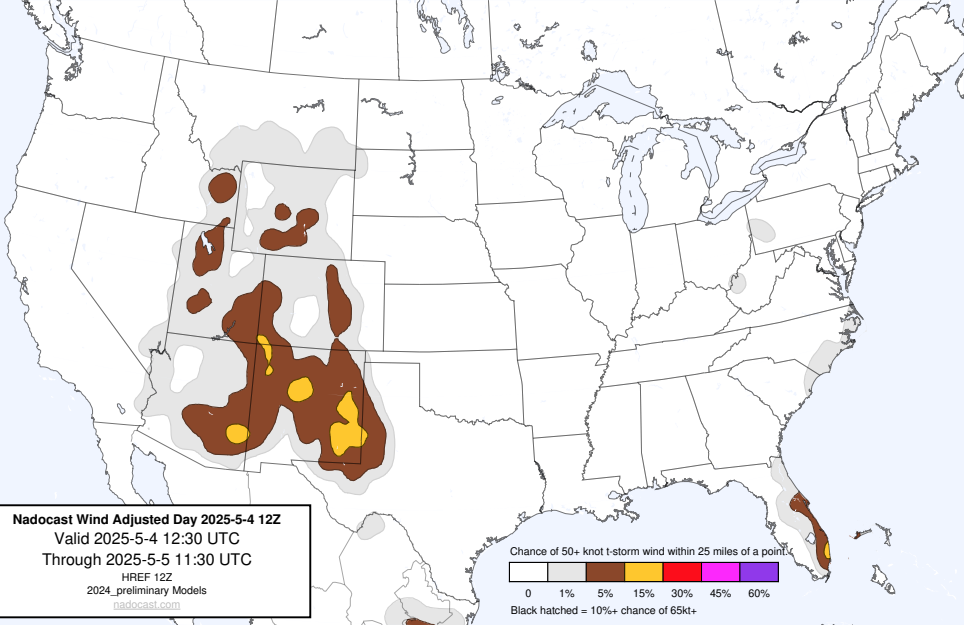 Nadocast Wind Adjusted Day 2025-5-4 12Z
Valid 2025-5-4 12:30 UTC
Through 2025-5-5 11:30 UTC
HREF 12Z
2024_preliminary Models
nadocast.com
Chance of 50+ knot t-storm wind within 25 miles of a point.
0 1% 5% 15% 30% 45% 60%
Black hatched = 10%+ chance of 65kt+